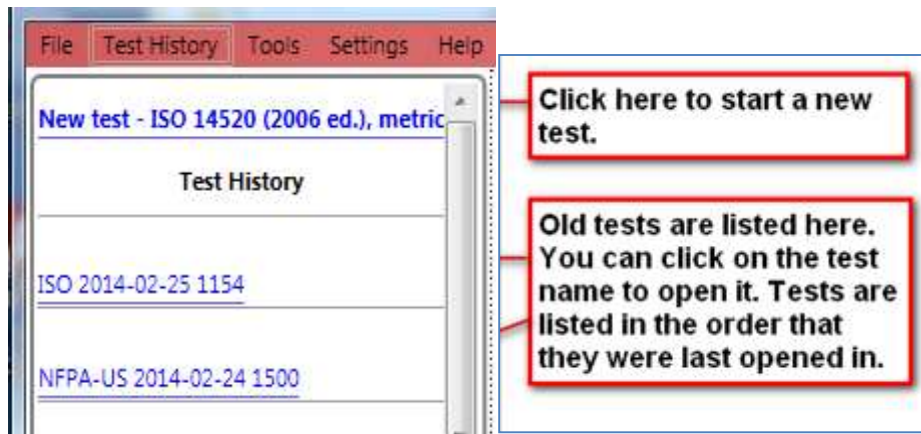 File Test History Tools Settings Help
New test - ISO 14520 (2006 ed.), metric
Test History
ISO 2014-02-25 1154
NFPA-US 2014-02-24 1500
Click here to start a new
test.
Old tests are listed here.
You can click on the test
name to open it. Tests are
listed in the order that
they were last opened in.